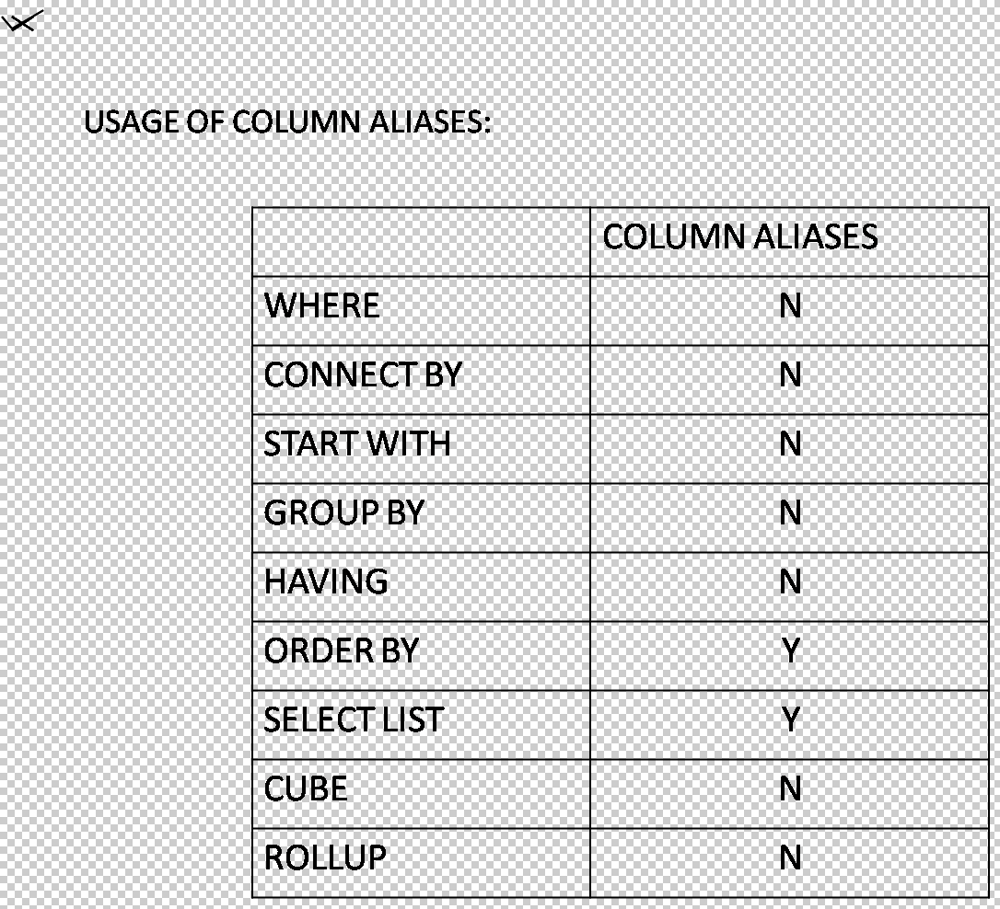 USAGE OF COLUMN ALIASES:
COLUMN ALIASES
WHERE N
CONNECT BY N
START WITH N
GROUP BY N
HAVING N
ORDER BY Y
SELECT LIST Y
CUBE N
ROLLUP N